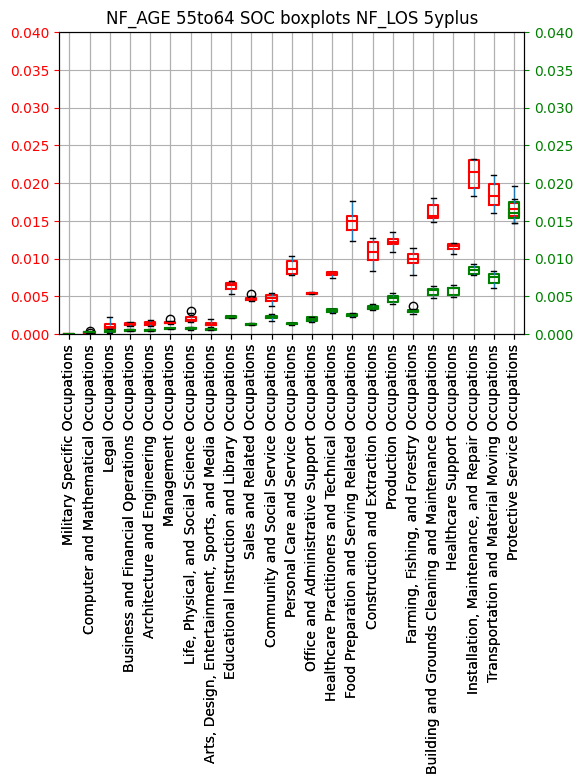 NF_AGE 55to64 SOC boxplots NF_LOS 5yplus
0.040 0.040
0.035 0.035
0.030 0.030
0.025 0.025
0.020 0.020
0.015 0.015
0.010 0.010
0.005 0.005
0.000 0.000
Military Specific Occupations
Computer and Mathematical Occupations
Legal Occupations
Business and Financial Operations Occupations
Architecture and Engineering Occupations
Management Occupations
Life, Physical, and Social Science Occupations
Arts, Design, Entertainment, Sports, and Media Occupations
Educational Instruction and Library Occupations
Sales and Related Occupations
Community and Social Service Occupations
Personal Care and Service Occupations
Office and Administrative Support Occupations
Healthcare Practitioners and Technical Occupations
Food Preparation and Serving Related Occupations
Construction and Extraction Occupations
Production Occupations
Farming, Fishing, and Forestry Occupations
Building and Grounds Cleaning and Maintenance Occupations
Healthcare Support Occupations
Installation, Maintenance, and Repair Occupations
Transportation and Material Moving Occupations
Protective Service Occupations